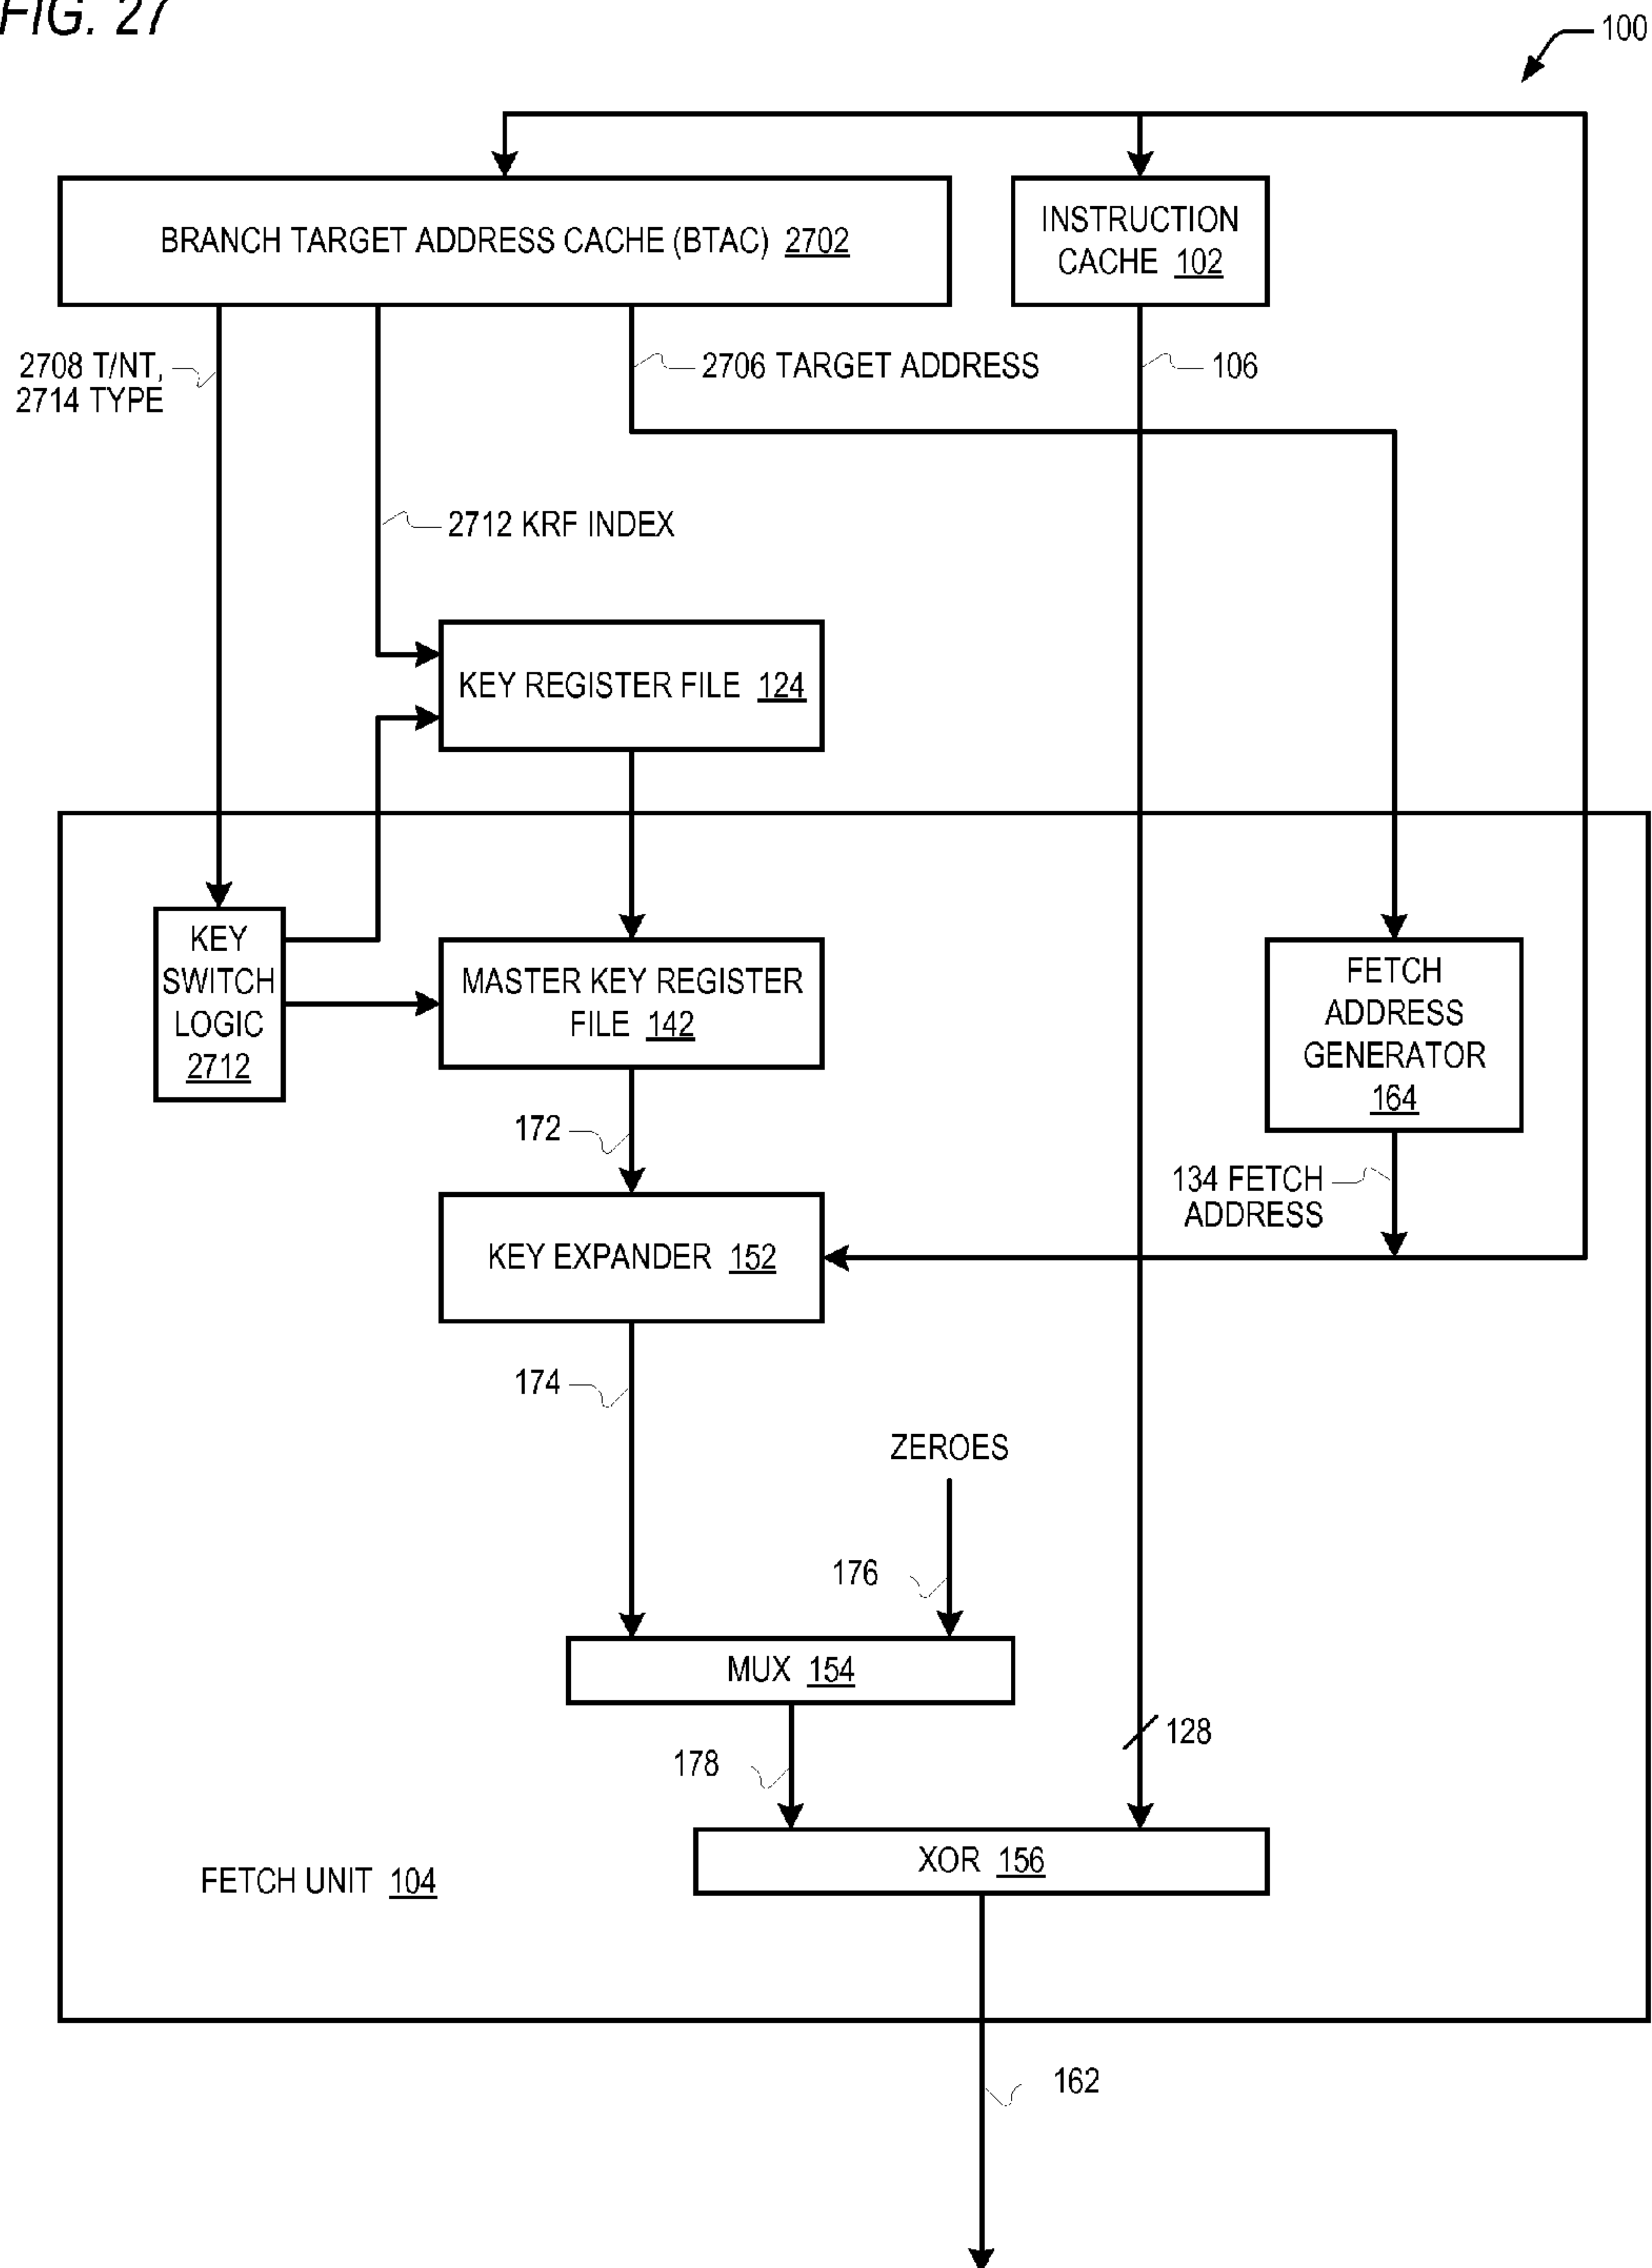 FIG. 27
100
BRANCH TARGET ADDRESS CACHE (BTAC) 2702
INSTRUCTION
CACHE 102
2708 T/NT,
2714 TYPE
2706 TARGET ADDRESS
106
2712 KRF INDEX
KEY REGISTER FILE 124
KEY
SWITCH
LOGIC
2712
MASTER KEY REGISTER
FILE 142
FETCH
ADDRESS
GENERATOR
164
172
134 FETCH
ADDRESS
KEY EXPANDER 152
174
ZEROES
176
MUX 154
128
178
XOR 156
FETCH UNIT 104
162